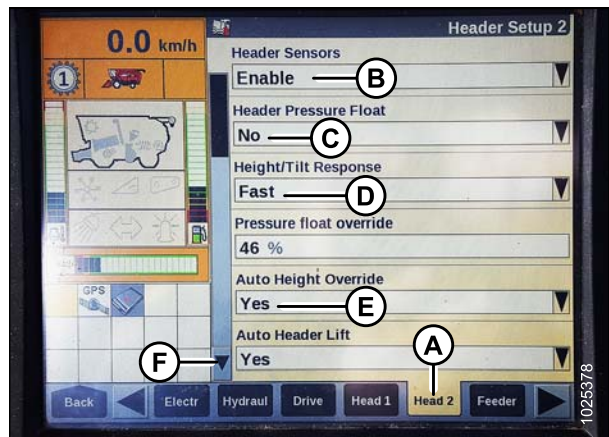 0.0 km/h
Header Setup 2
1
Header Sensors
Enable
B
Header Pressure Float
No
C
Height/Tilt Response
Fast
D
Pressure float override
46 %
GPS
Auto Height Override
Yes
E
Auto Header Lift
Yes
F
A
Back
Electr
Hydraul
Drive
Head 1
Head 2
Feeder
1025378